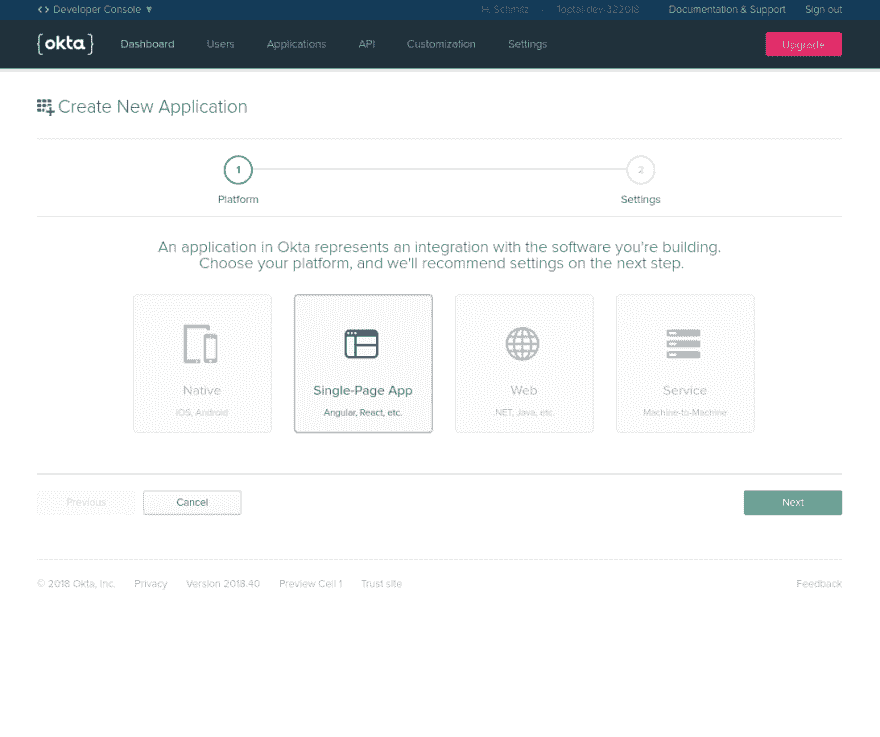 <> Developer Console ▼ H. Schmitz - Toptal-dev-322018 Documentation & Support Sign out
{okta} Dashboard Users Applications API Customization Settings Upgrade
Create New Application
1 2
Platform Settings
An application in Okta represents an integration with the software you're building.
Choose your platform, and we'll recommend settings on the next step.
Native Single-Page App Web Service
iOS, Android Angular, React, etc. .NET, Java, etc. Machine-to-Machine
Previous Cancel Next
© 2018 Okta, Inc. Privacy Version 2018.40 Preview Cell 1 Trust site Feedback